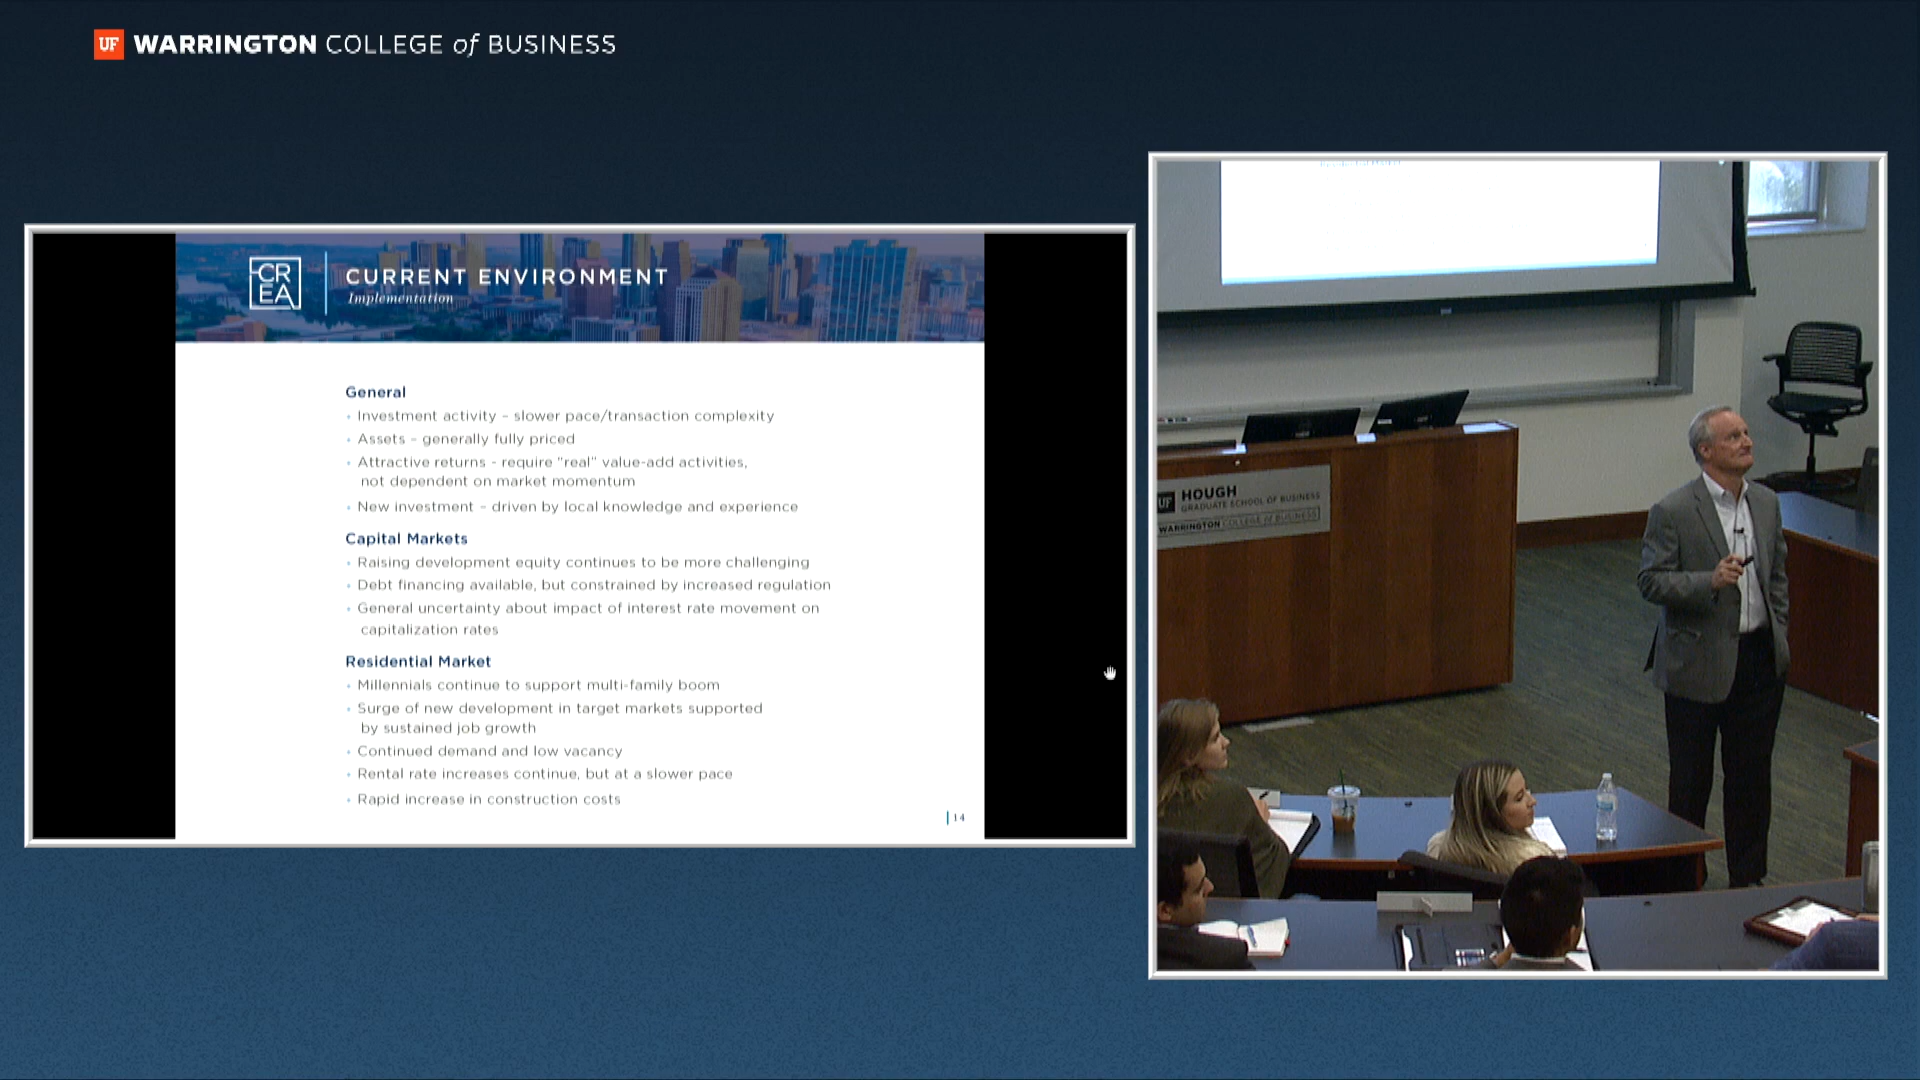 UF WARRINGTON COLLEGE of BUSINESS
CR
EA
CURRENT ENVIRONMENT
Implementation
General
• Investment activity – slower pace/transaction complexity
• Assets – generally fully priced
• Attractive returns - require "real" value-add activities,
not dependent on market momentum
• New investment – driven by local knowledge and experience
Capital Markets
• Raising development equity continues to be more challenging
• Debt financing available, but constrained by increased regulation
• General uncertainty about impact of interest rate movement on
capitalization rates
Residential Market
• Millennials continue to support multi-family boom
• Surge of new development in target markets supported
by sustained job growth
• Continued demand and low vacancy
• Rental rate increases continue, but at a slower pace
• Rapid increase in construction costs
14
UF HOUGH
GRADUATE SCHOOL OF BUSINESS
WARRINGTON COLLEGE of BUSINESS